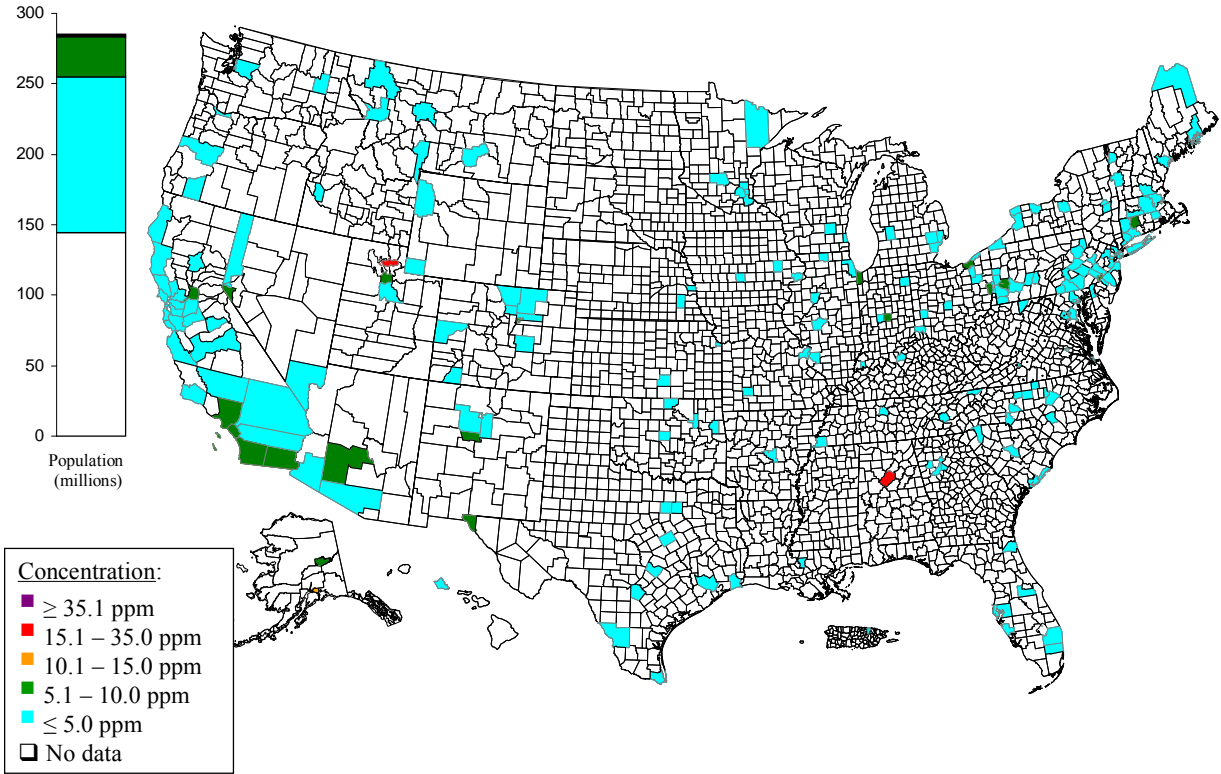 300
250
200
150
100
50
0
Population
(millions)
Concentration:
≥ 35.1 ppm
15.1 – 35.0 ppm
10.1 – 15.0 ppm
5.1 – 10.0 ppm
≤ 5.0 ppm
No data